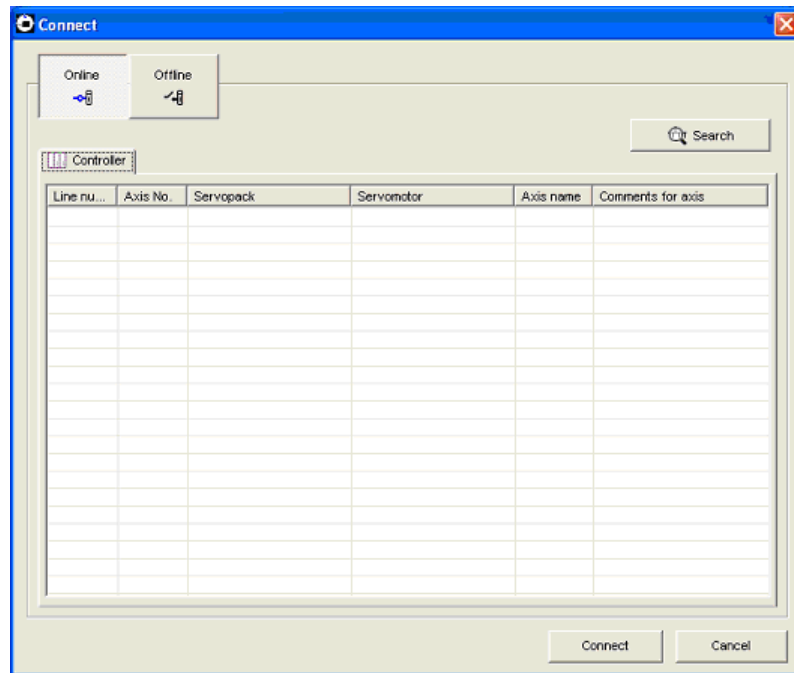 Connect
Online Offline
Search
Controller
Line nu... Axis No. Servopack Servomotor Axis name Comments for axis
Connect Cancel